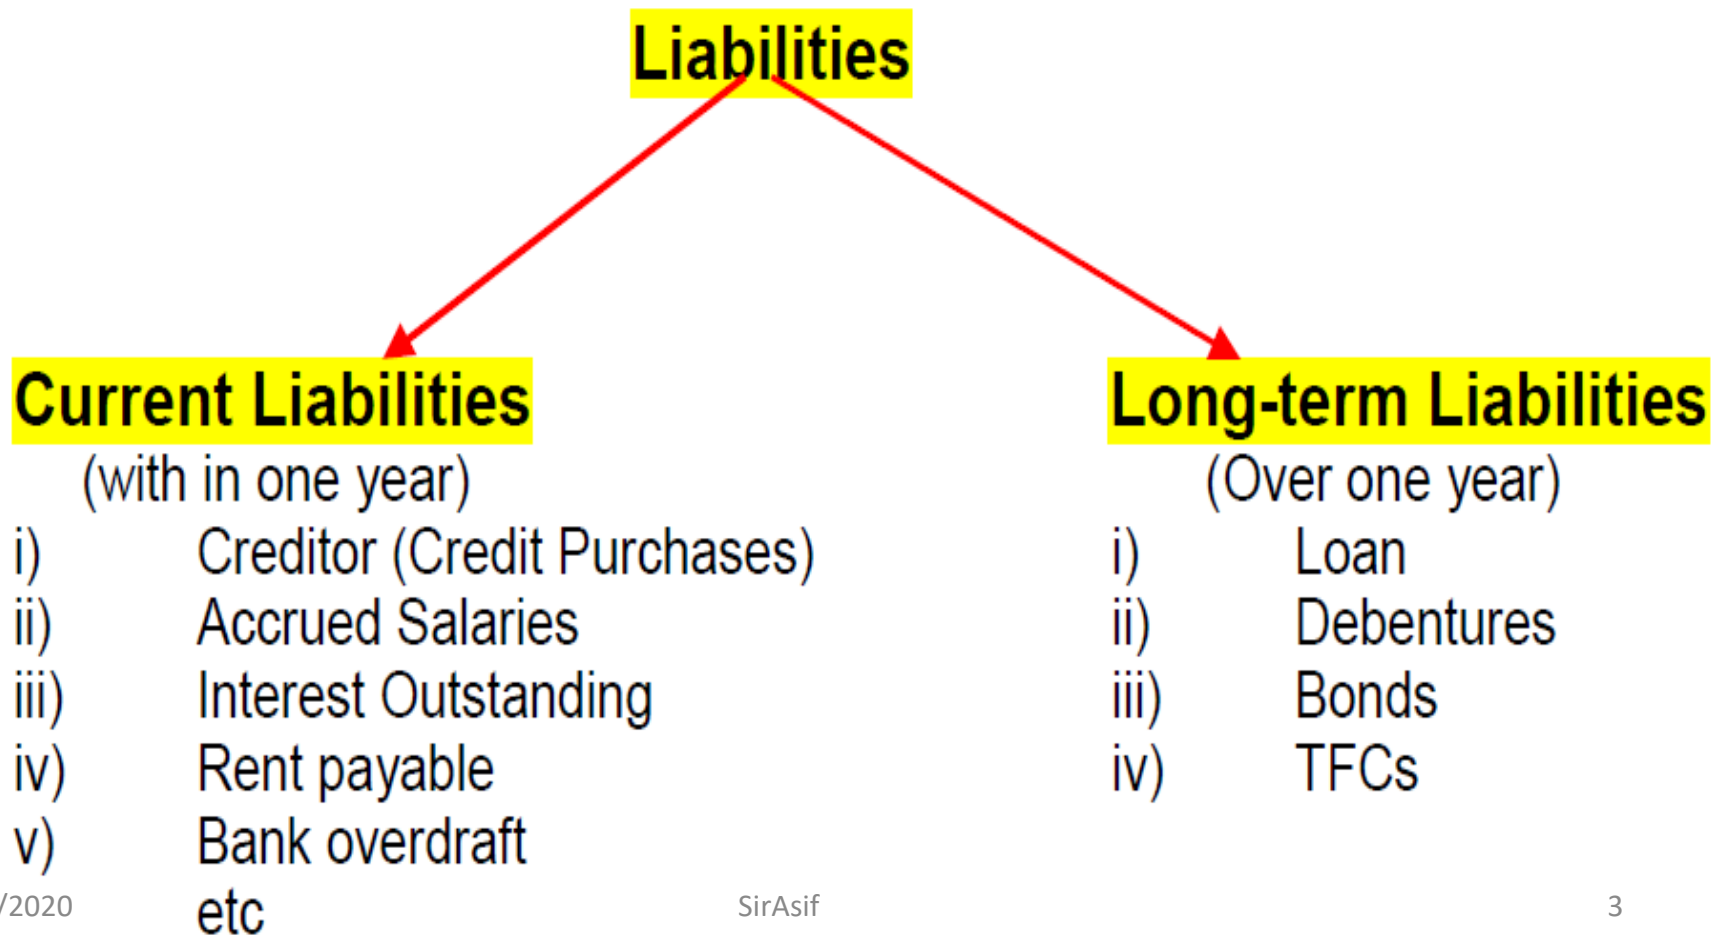 Liabilities
Current Liabilities
(with in one year)
i) Creditor (Credit Purchases)
ii) Accrued Salaries
iii) Interest Outstanding
iv) Rent payable
v) Bank overdraft
etc
Long-term Liabilities
(Over one year)
i) Loan
ii) Debentures
iii) Bonds
iv) TFCs
/2020
SirAsif
3